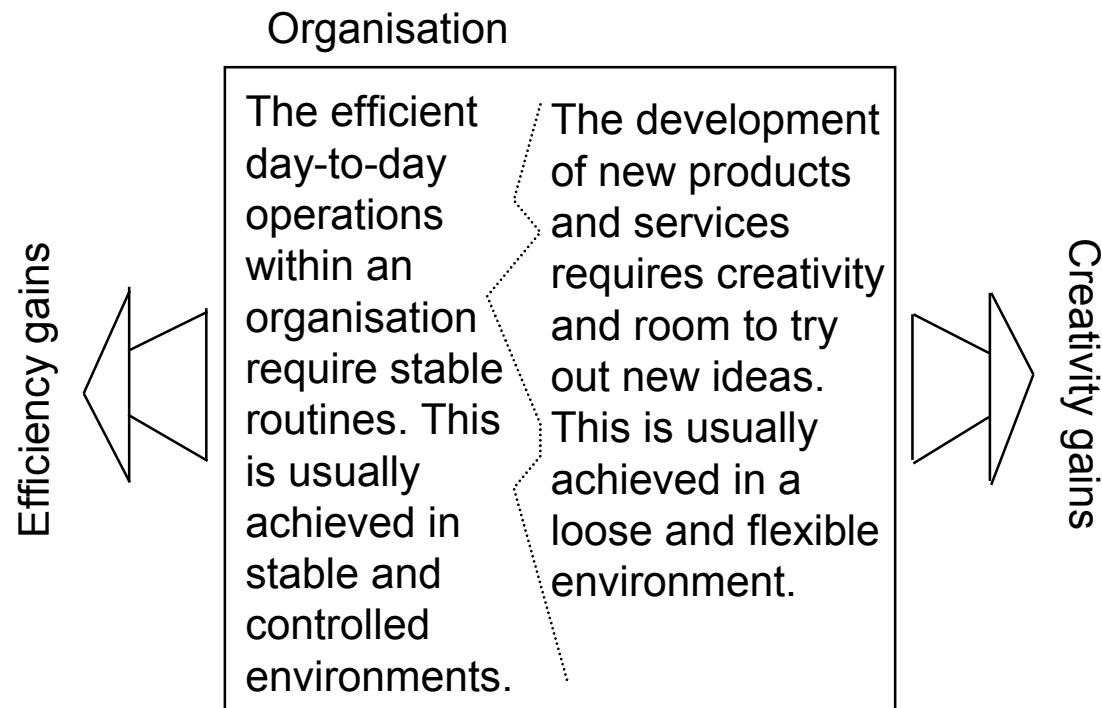 Organisation
Efficiency gains
The efficient
day-to-day
operations
within an
organisation
require stable
routines. This
is usually
achieved in
stable and
controlled
environments.
The development
of new products
and services
requires creativity
and room to try
out new ideas.
This is usually
achieved in a
loose and flexible
environment.
Creativity gains